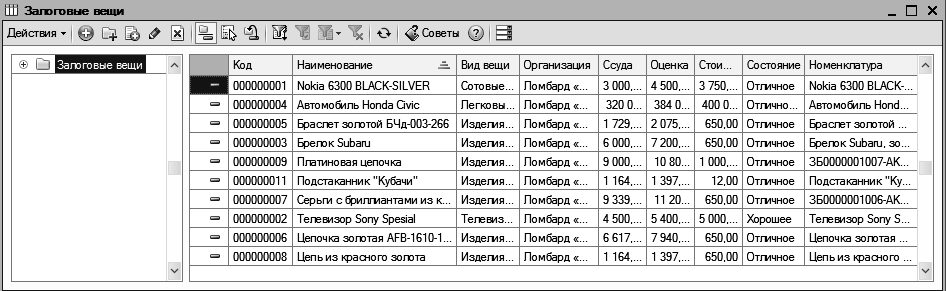 Залоговые вещи
Действия Советы
Залоговые вещи
Код Наименование Вид вещи Организация Ссуда Оценка Стои... Состояние Номенклатура
000000001 Nokia 6300 BLACK-SILVER Сотовые... Ломбард «... 3 000,... 4 500,... 3 750,... Отличное Nokia 6300 BLACK-...
000000004 Автомобиль Honda Civic Легковы... Ломбард «... 320 0... 384 0... 400 0... Отлично... Автомобиль Hond...
000000005 Браслет золотой БЧд-003-266 Изделия... Ломбард «... 1 729,... 2 075,... 650,00 Отличное Браслет золотой ...
000000003 Брелок Subaru Изделия... Ломбард «... 6 000,... 7 200,... 650,00 Отличное Брелок Subaru, зо...
000000009 Платиновая цепочка Изделия... Ломбард «... 9 000,... 10 80... 1 000,... Отличное ЗБ0000001007-АК...
000000011 Подстаканник "Кубачи" Изделия... Ломбард «... 1 164,... 1 397,... 12,00 Отличное Подстаканник "Ку...
000000007 Серьги с бриллиантами из к... Изделия... Ломбард «... 9 339,... 11 20... 650,00 Отличное ЗБ0000001006-АК...
000000002 Телевизор Sony Spesial Телевиз... Ломбард «... 4 500,... 5 400,... 5 000,... Хорошее Телевизор Sony S...
000000006 Цепочка золотая AFB-1610-1... Изделия... Ломбард «... 6 617,... 7 940,... 650,00 Отличное Цепочка золотая ...
000000008 Цепь из красного золота Изделия... Ломбард «... 1 164,... 1 397,... 650,00 Отличное Цепь из красного ...